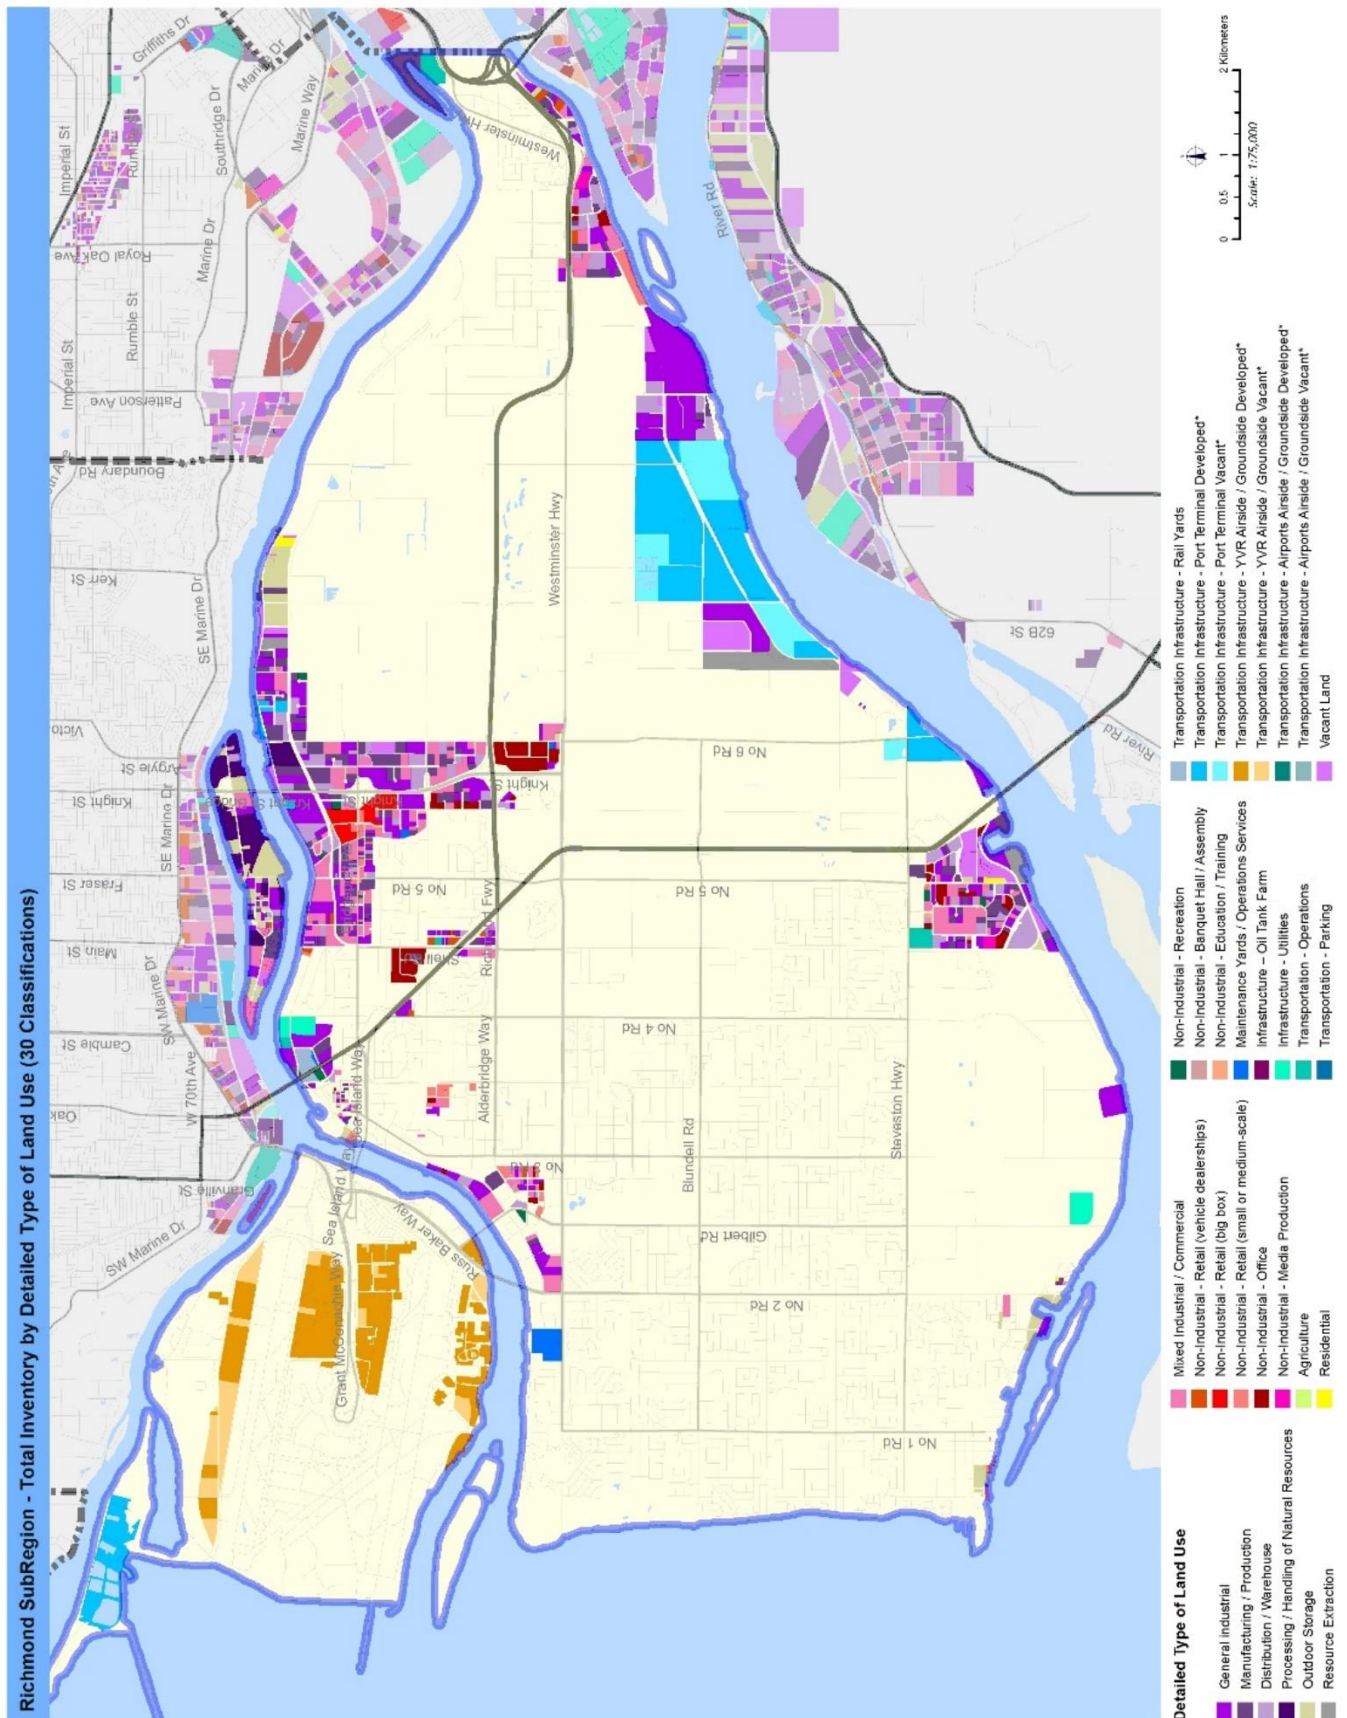 Richmond SubRegion - Total Inventory by Detailed Type of Land Use (30 Classifications)
Imperial St
Imperial St
Griffiths Dr
Rumble St
Rumble St
Royal Oak Ave
Southridge Dr
Marine Dr
Marine Way
Marine Dr
Patterson Ave
Boundary Rd
Kerr St
SE Marine Dr
Victo
Argyle St
Knight St
SE Marine Dr
Fraser St
Main St
SW Marine Dr
Cambie St
W 70th Ave
Oak
Granville St
SW Marine Dr
Westminster Hwy
River Rd
Westminster Hwy
62B St
River Rd
No 6 Rd
Knight St
Knight St
Knight St Bridge
No 5 Rd
No 5 Rd
Shell Rd
No 4 Rd
Alderbridge Way
Sea Island Way
Sea Island Way
No 3 Rd
Grant McConachie Way
Russ Baker Way
Blundell Rd
Gilbert Rd
Steveston Hwy
No 2 Rd
No 1 Rd
0 0.5 1 2 Kilometers
Scale: 1:75,000
Detailed Type of Land Use
General industrial
Manufacturing / Production
Distribution / Warehouse
Processing / Handling of Natural Resources
Outdoor Storage
Resource Extraction
Mixed Industrial / Commercial
Non-Industrial - Retail (vehicle dealerships)
Non-Industrial - Retail (big box)
Non-Industrial - Retail (small or medium-scale)
Non-Industrial - Office
Non-Industrial - Media Production
Agriculture
Residential
Non-Industrial - Recreation
Non-Industrial - Banquet Hall / Assembly
Non-Industrial - Education / Training
Maintenance Yards / Operations Services
Infrastructure – Oil Tank Farm
Infrastructure - Utilities
Transportation - Operations
Transportation - Parking
Transportation Infrastructure - Rail Yards
Transportation Infrastructure - Port Terminal Developed*
Transportation Infrastructure - Port Terminal Vacant*
Transportation Infrastructure - YVR Airside / Groundside Developed*
Transportation Infrastructure - YVR Airside / Groundside Vacant*
Transportation Infrastructure - Airports Airside / Groundside Developed*
Transportation Infrastructure - Airports Airside / Groundside Vacant*
Vacant Land